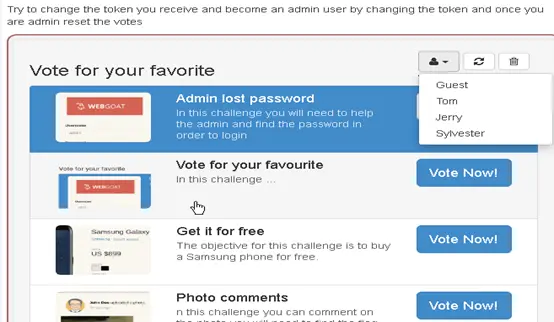 Try to change the token you receive and become an admin user by changing the token and once you
are admin reset the votes
Vote for your favorite
Guest
Tom
Jerry
Sylvester
WEBGOAT
Admin lost password
In this challenge you will need to help
the admin and find the password in
order to login
Vote for your favorite
Vote for your favourite
In this challenge ...
Vote Now!
Samsung Galaxy
US $899
Get it for free
The objective for this challenge is to buy
a Samsung phone for free.
Vote Now!
Photo comments
n this challenge you can comment on
Vote Now!